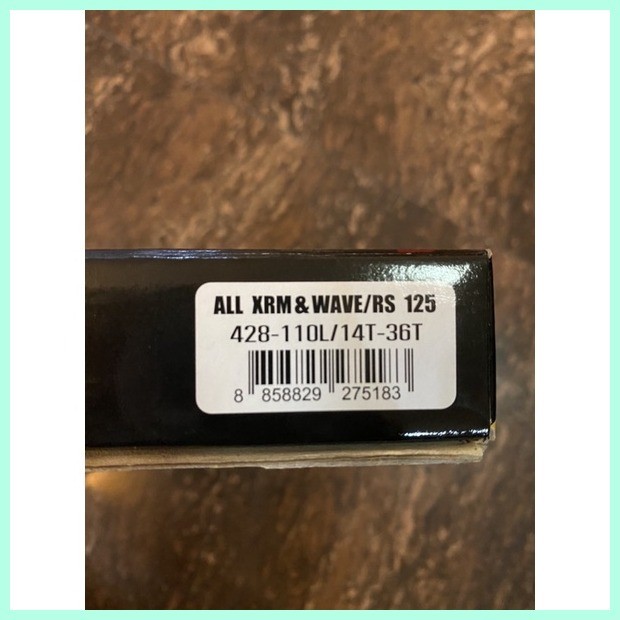 ALL XRM & WAVE/RS 125
428-110L/14T-36T
8 858829 275183